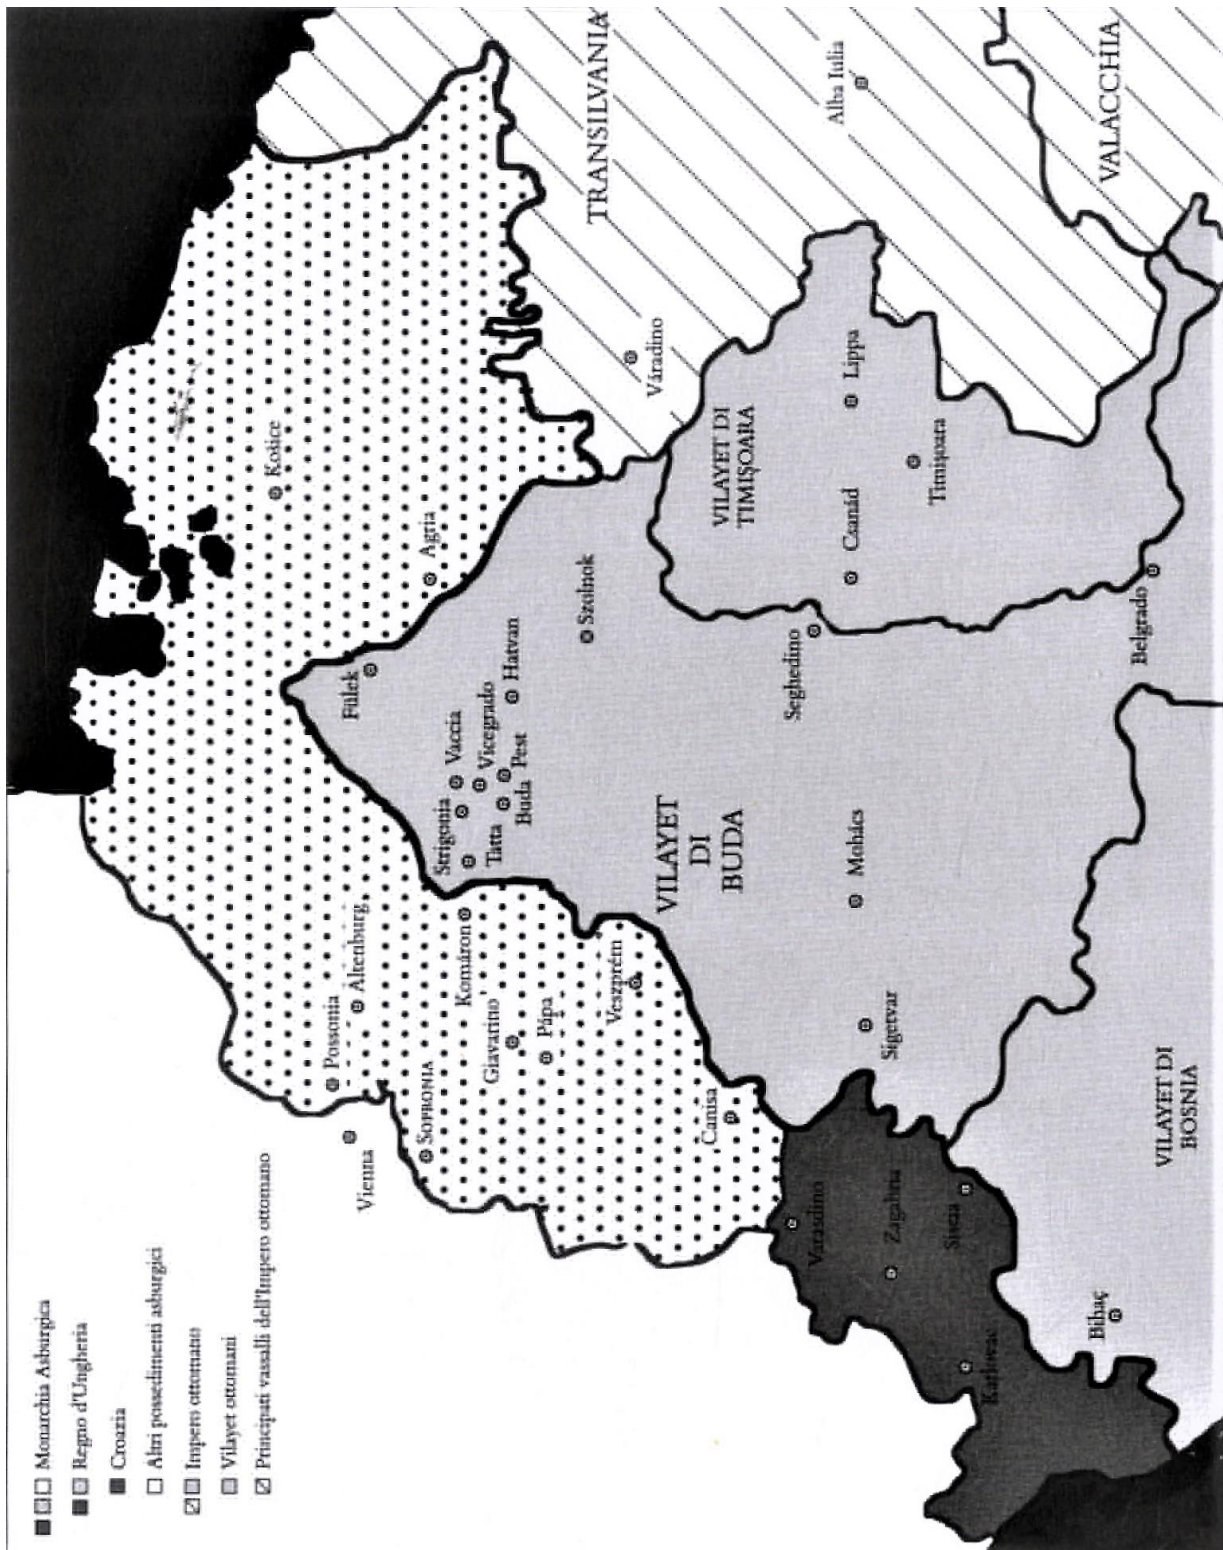 Monarchia Asburgica
Regno d'Ungheria
Croazia
Altri possedimenti asburgici
Impero ottomano
Vilayet ottomani
Principati vassalli dell'Impero ottomano
Košice
Possonia
Altenburg
Vienna
SOPRONIA
Komáron
Giavarino
Pápa
Veszprém
Canisa
Fülek
Agria
Strigonia
Vaccia
Vicegrado
Hatvan
Tatta
Buda
Pest
Szolnok
VILAYET
DI
BUDA
Mohács
Sigetvar
Seghedino
Váradino
TRANSILVANIA
Alba Iulia
VALACCHIA
VILAYET DI
TIMIȘOARA
Lippa
Csanád
Timișoara
Belgrado
Varasdino
Zagabria
Siscia
Karlovac
Bihaç
VILAYET DI
BOSNIA